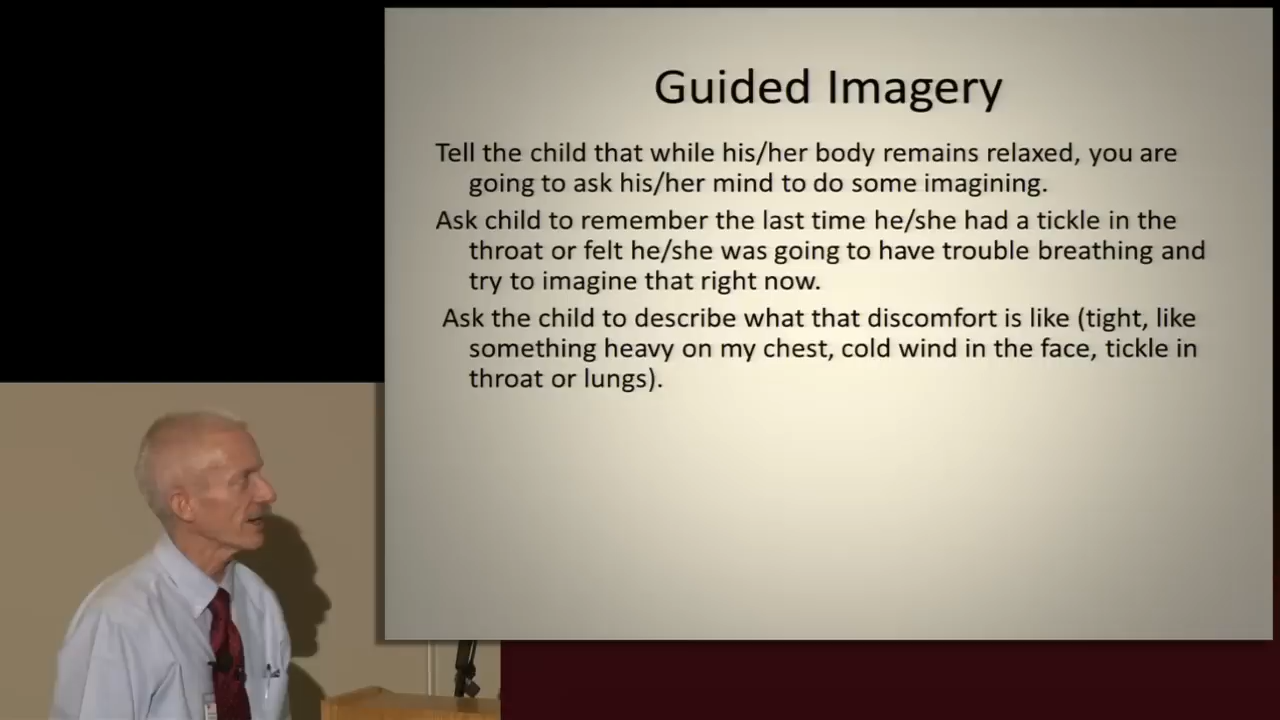 Guided Imagery
Tell the child that while his/her body remains relaxed, you are
going to ask his/her mind to do some imagining.
Ask child to remember the last time he/she had a tickle in the
throat or felt he/she was going to have trouble breathing and
try to imagine that right now.
Ask the child to describe what that discomfort is like (tight, like
something heavy on my chest, cold wind in the face, tickle in
throat or lungs).